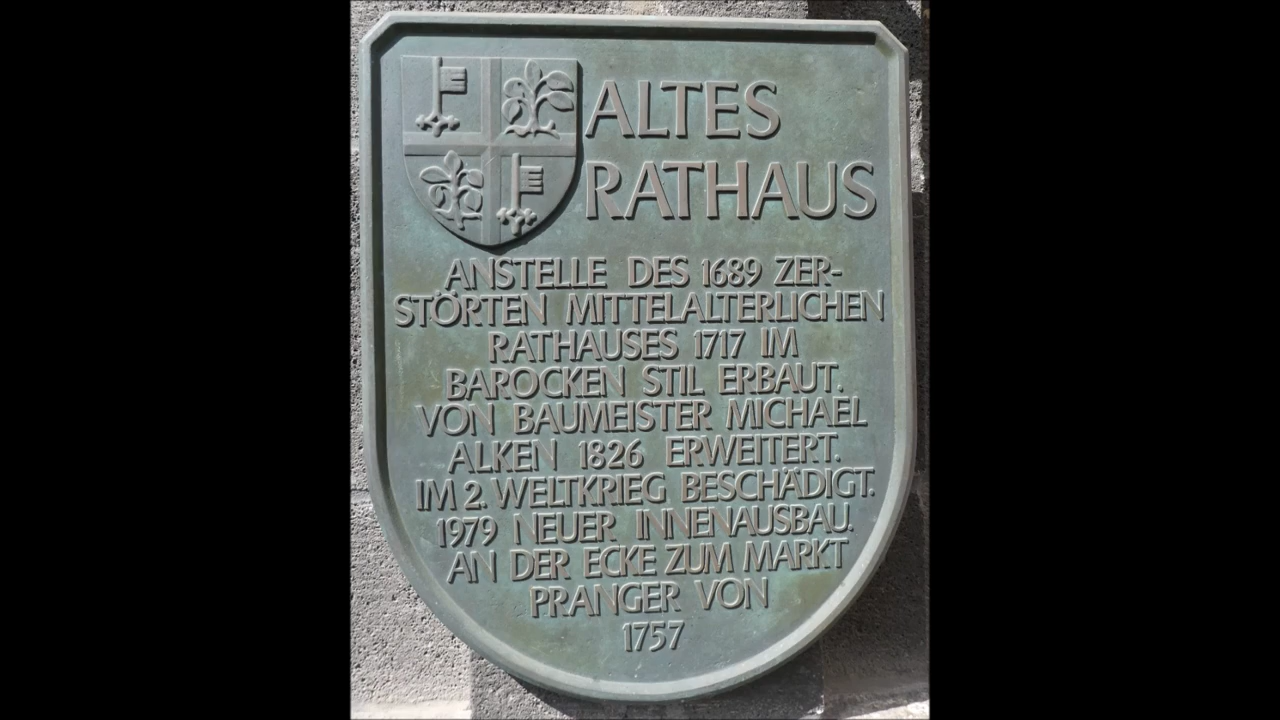 ALTES
RATHAUS
ANSTELLE DES 1689 ZER-
STÖRTEN MITTELALTERLICHEN
RATHAUSES 1717 IM
BAROCKEN STIL ERBAUT.
VON BAUMEISTER MICHAEL
ALKEN 1826 ERWEITERT.
IM 2. WELTKRIEG BESCHÄDIGT.
1979 NEUER INNENAUSBAU.
AN DER ECKE ZUM MARKT
PRANGER VON
1757